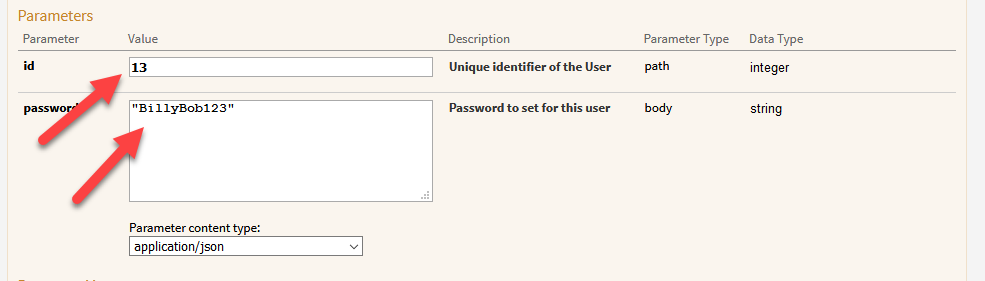 Parameters
Parameter Value Description Parameter Type Data Type
id 13 Unique identifier of the User path integer
password "BillyBob123" Password to set for this user body string
Parameter content type:
application/json